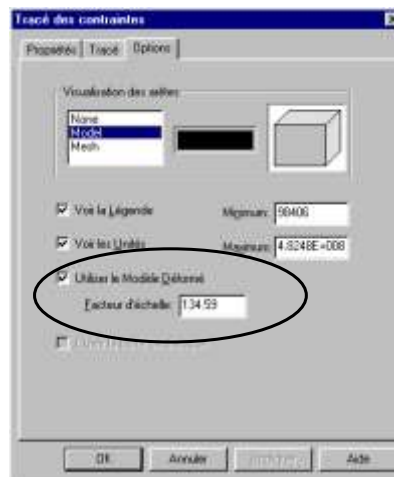 Tracé des contraintes
Propriétés Tracé Options
Visualisation des arêtes
None
Model
Mesh
Voir la Légende Minimum: 98406
Voir les Unités Maximum: 4.8248E+008
Utiliser le Modèle Déformé
Facteur d'échelle: 134.59
OK Annuler Aide